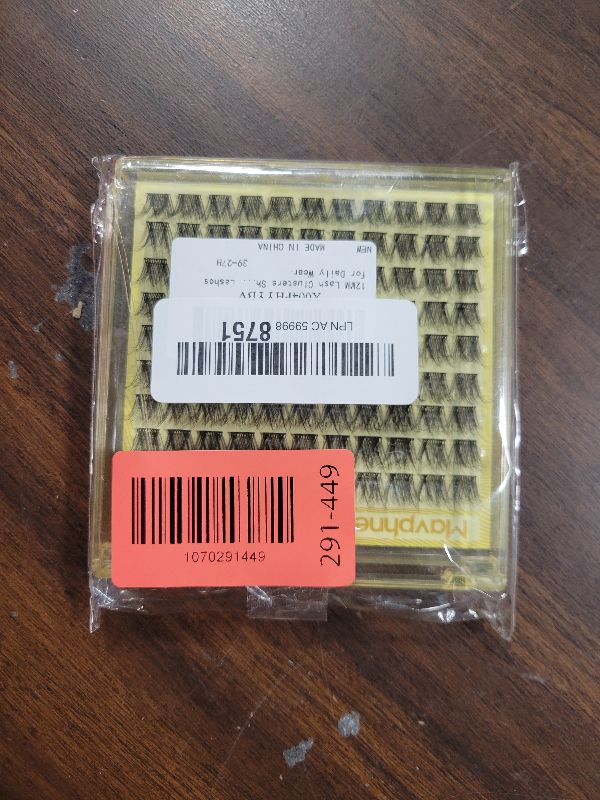 NEW
MADE IN CHINA
39-27H
for Daily Wear
12MM Lash Clusters Sh... Lashes
LPN AC 59998
8751
Mavphne
1070291449
291-449